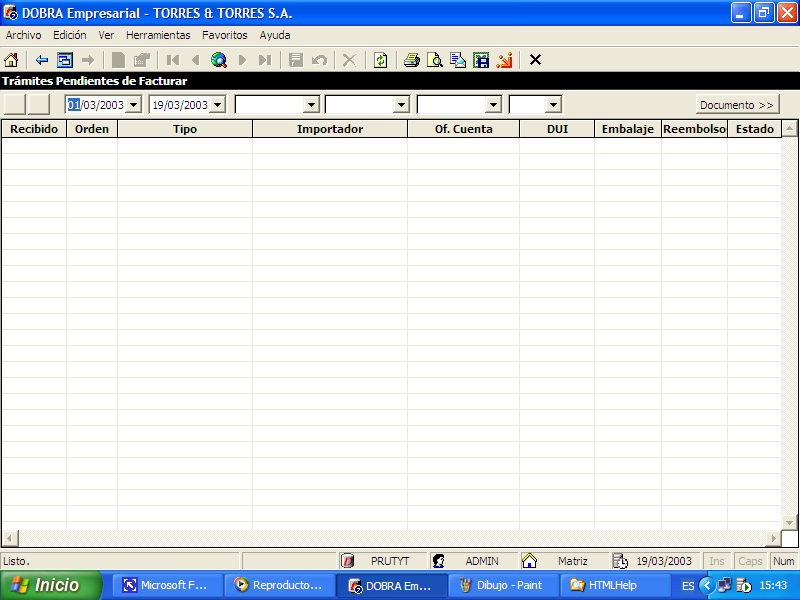 DOBRA Empresarial - TORRES & TORRES S.A.
Archivo Edición Ver Herramientas Favoritos Ayuda
Trámites Pendientes de Facturar
01/03/2003 19/03/2003 Documento >>
Recibido Orden Tipo Importador Of. Cuenta DUI Embalaje Reembolso Estado
Listo. PRUTYT ADMIN Matriz 19/03/2003 Ins Caps Num
Inicio Microsoft F... Reproducto... DOBRA Em... Dibujo - Paint HTMLHelp ES 15:43